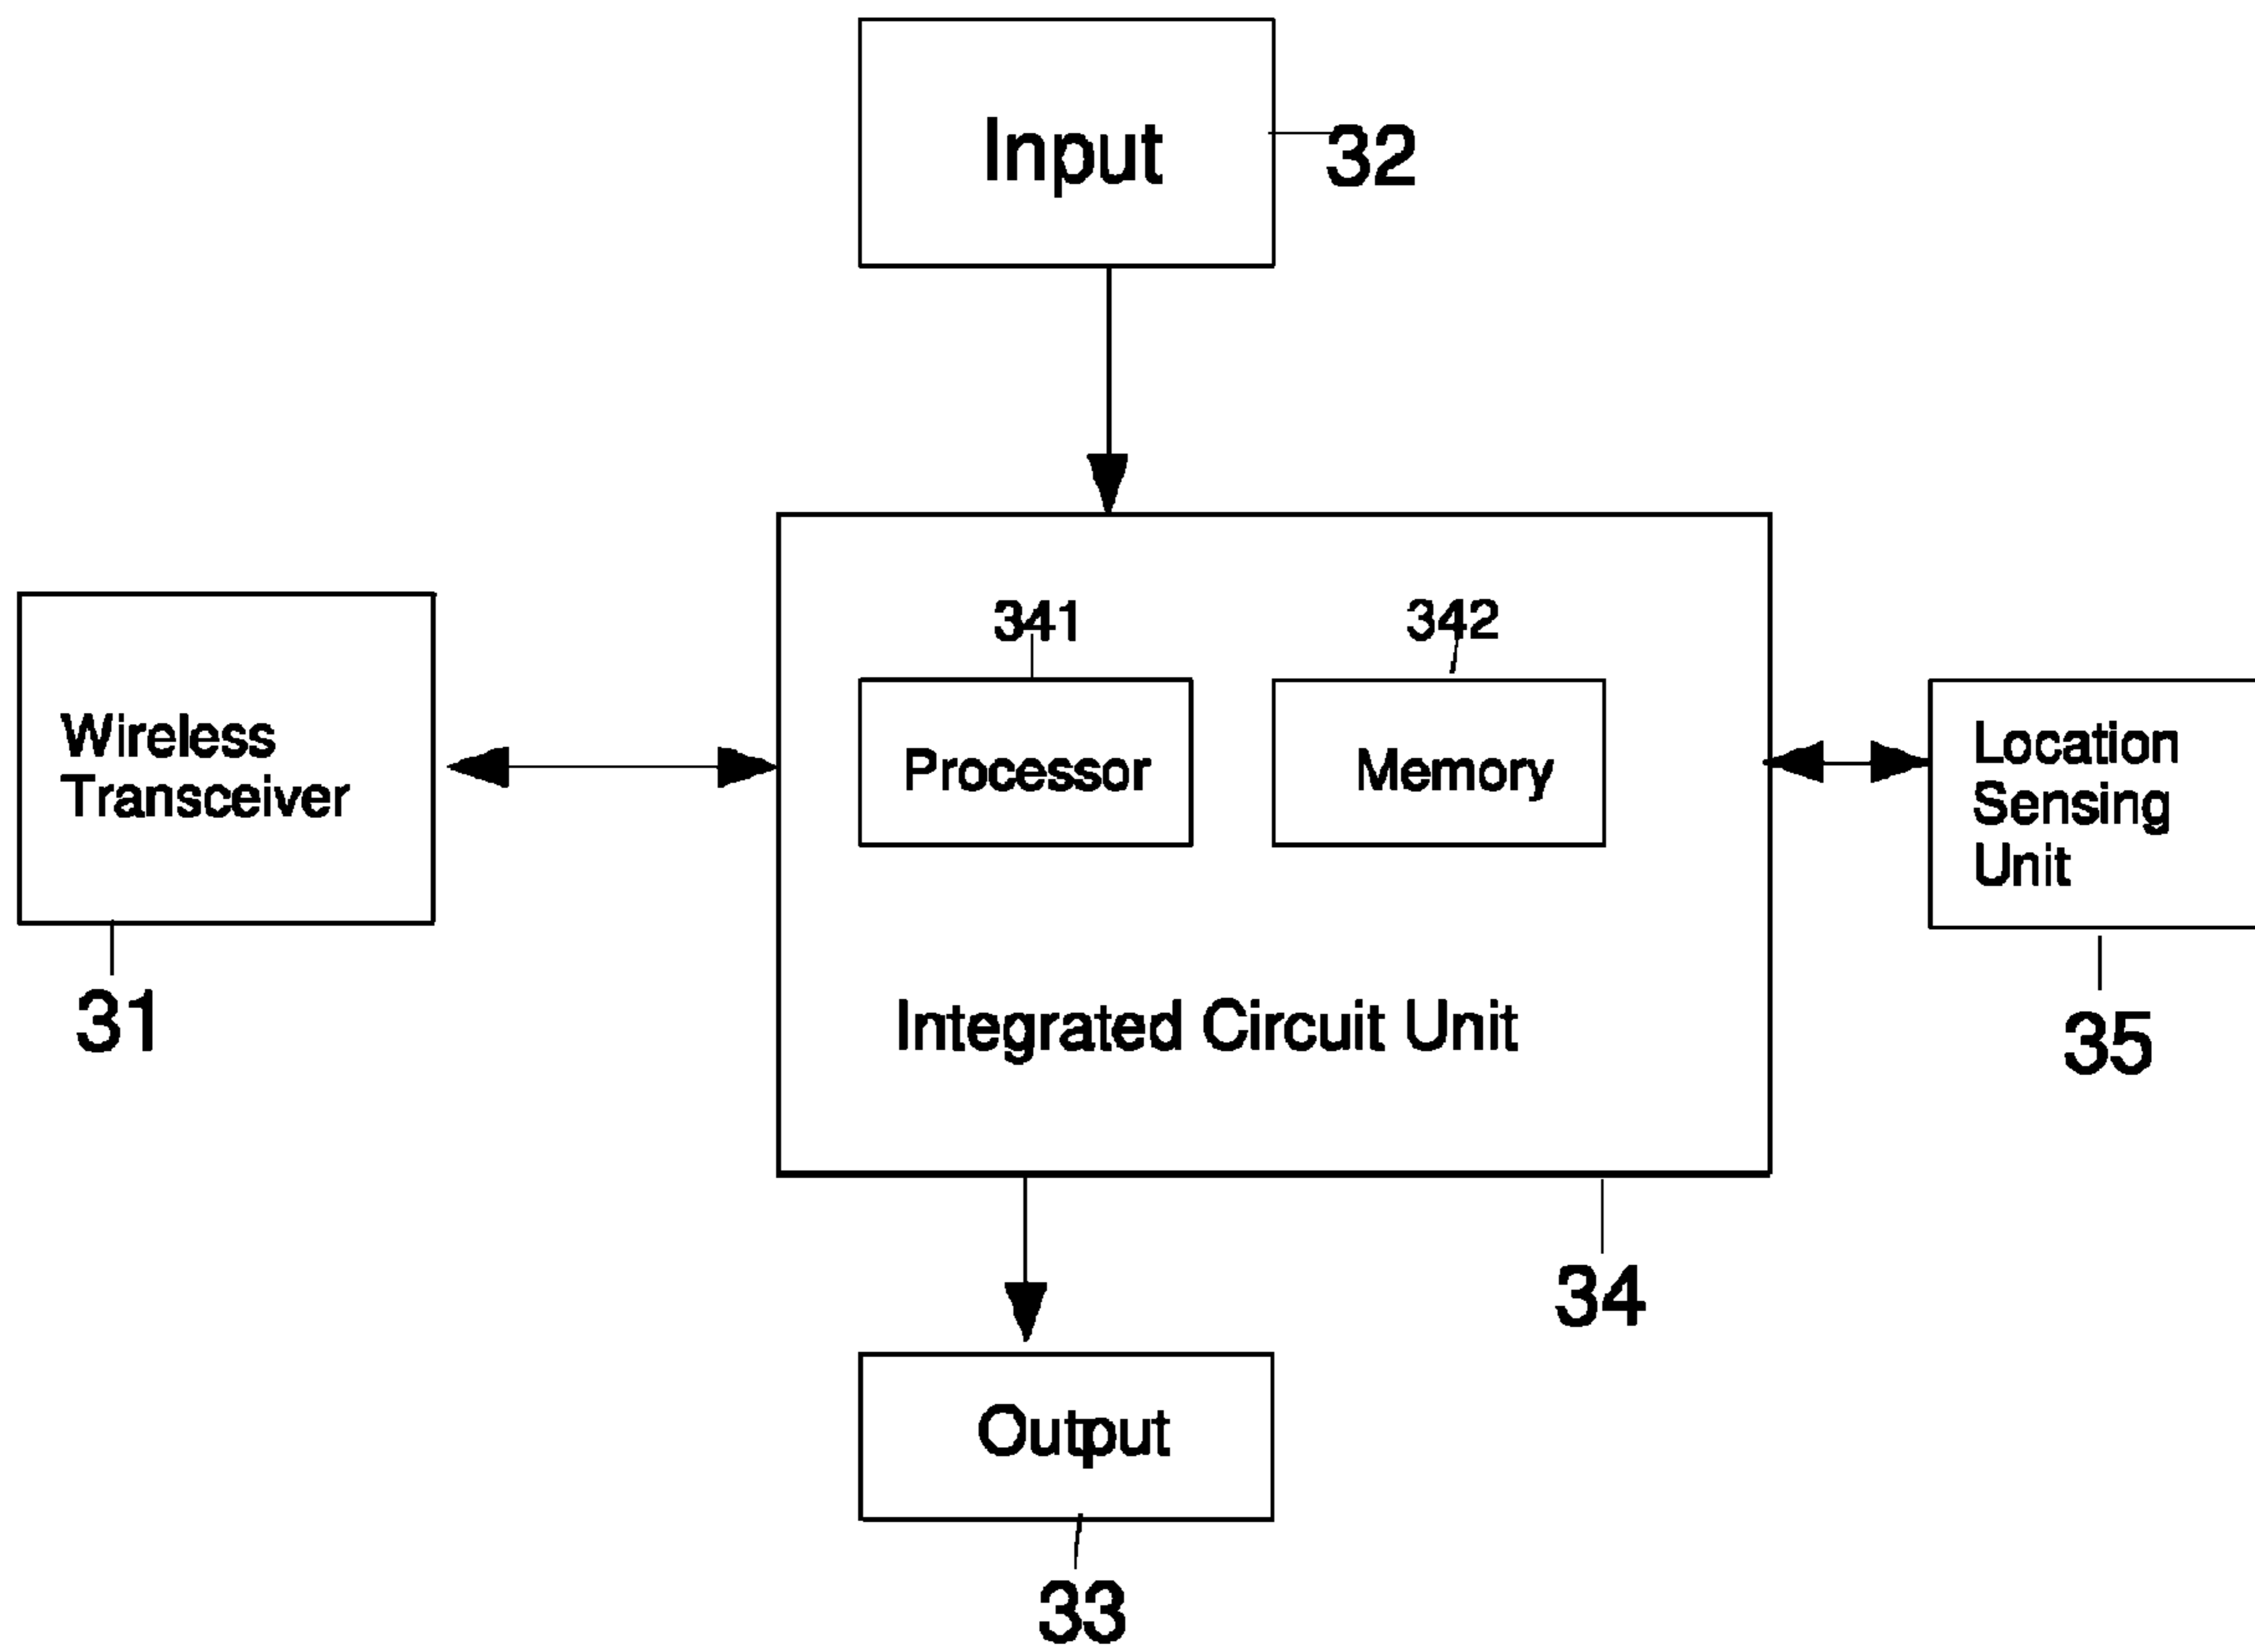 Input
32
341
342
Wireless
Transceiver
Processor
Memory
Location
Sensing
Unit
31
Integrated Circuit Unit
35
34
Output
33